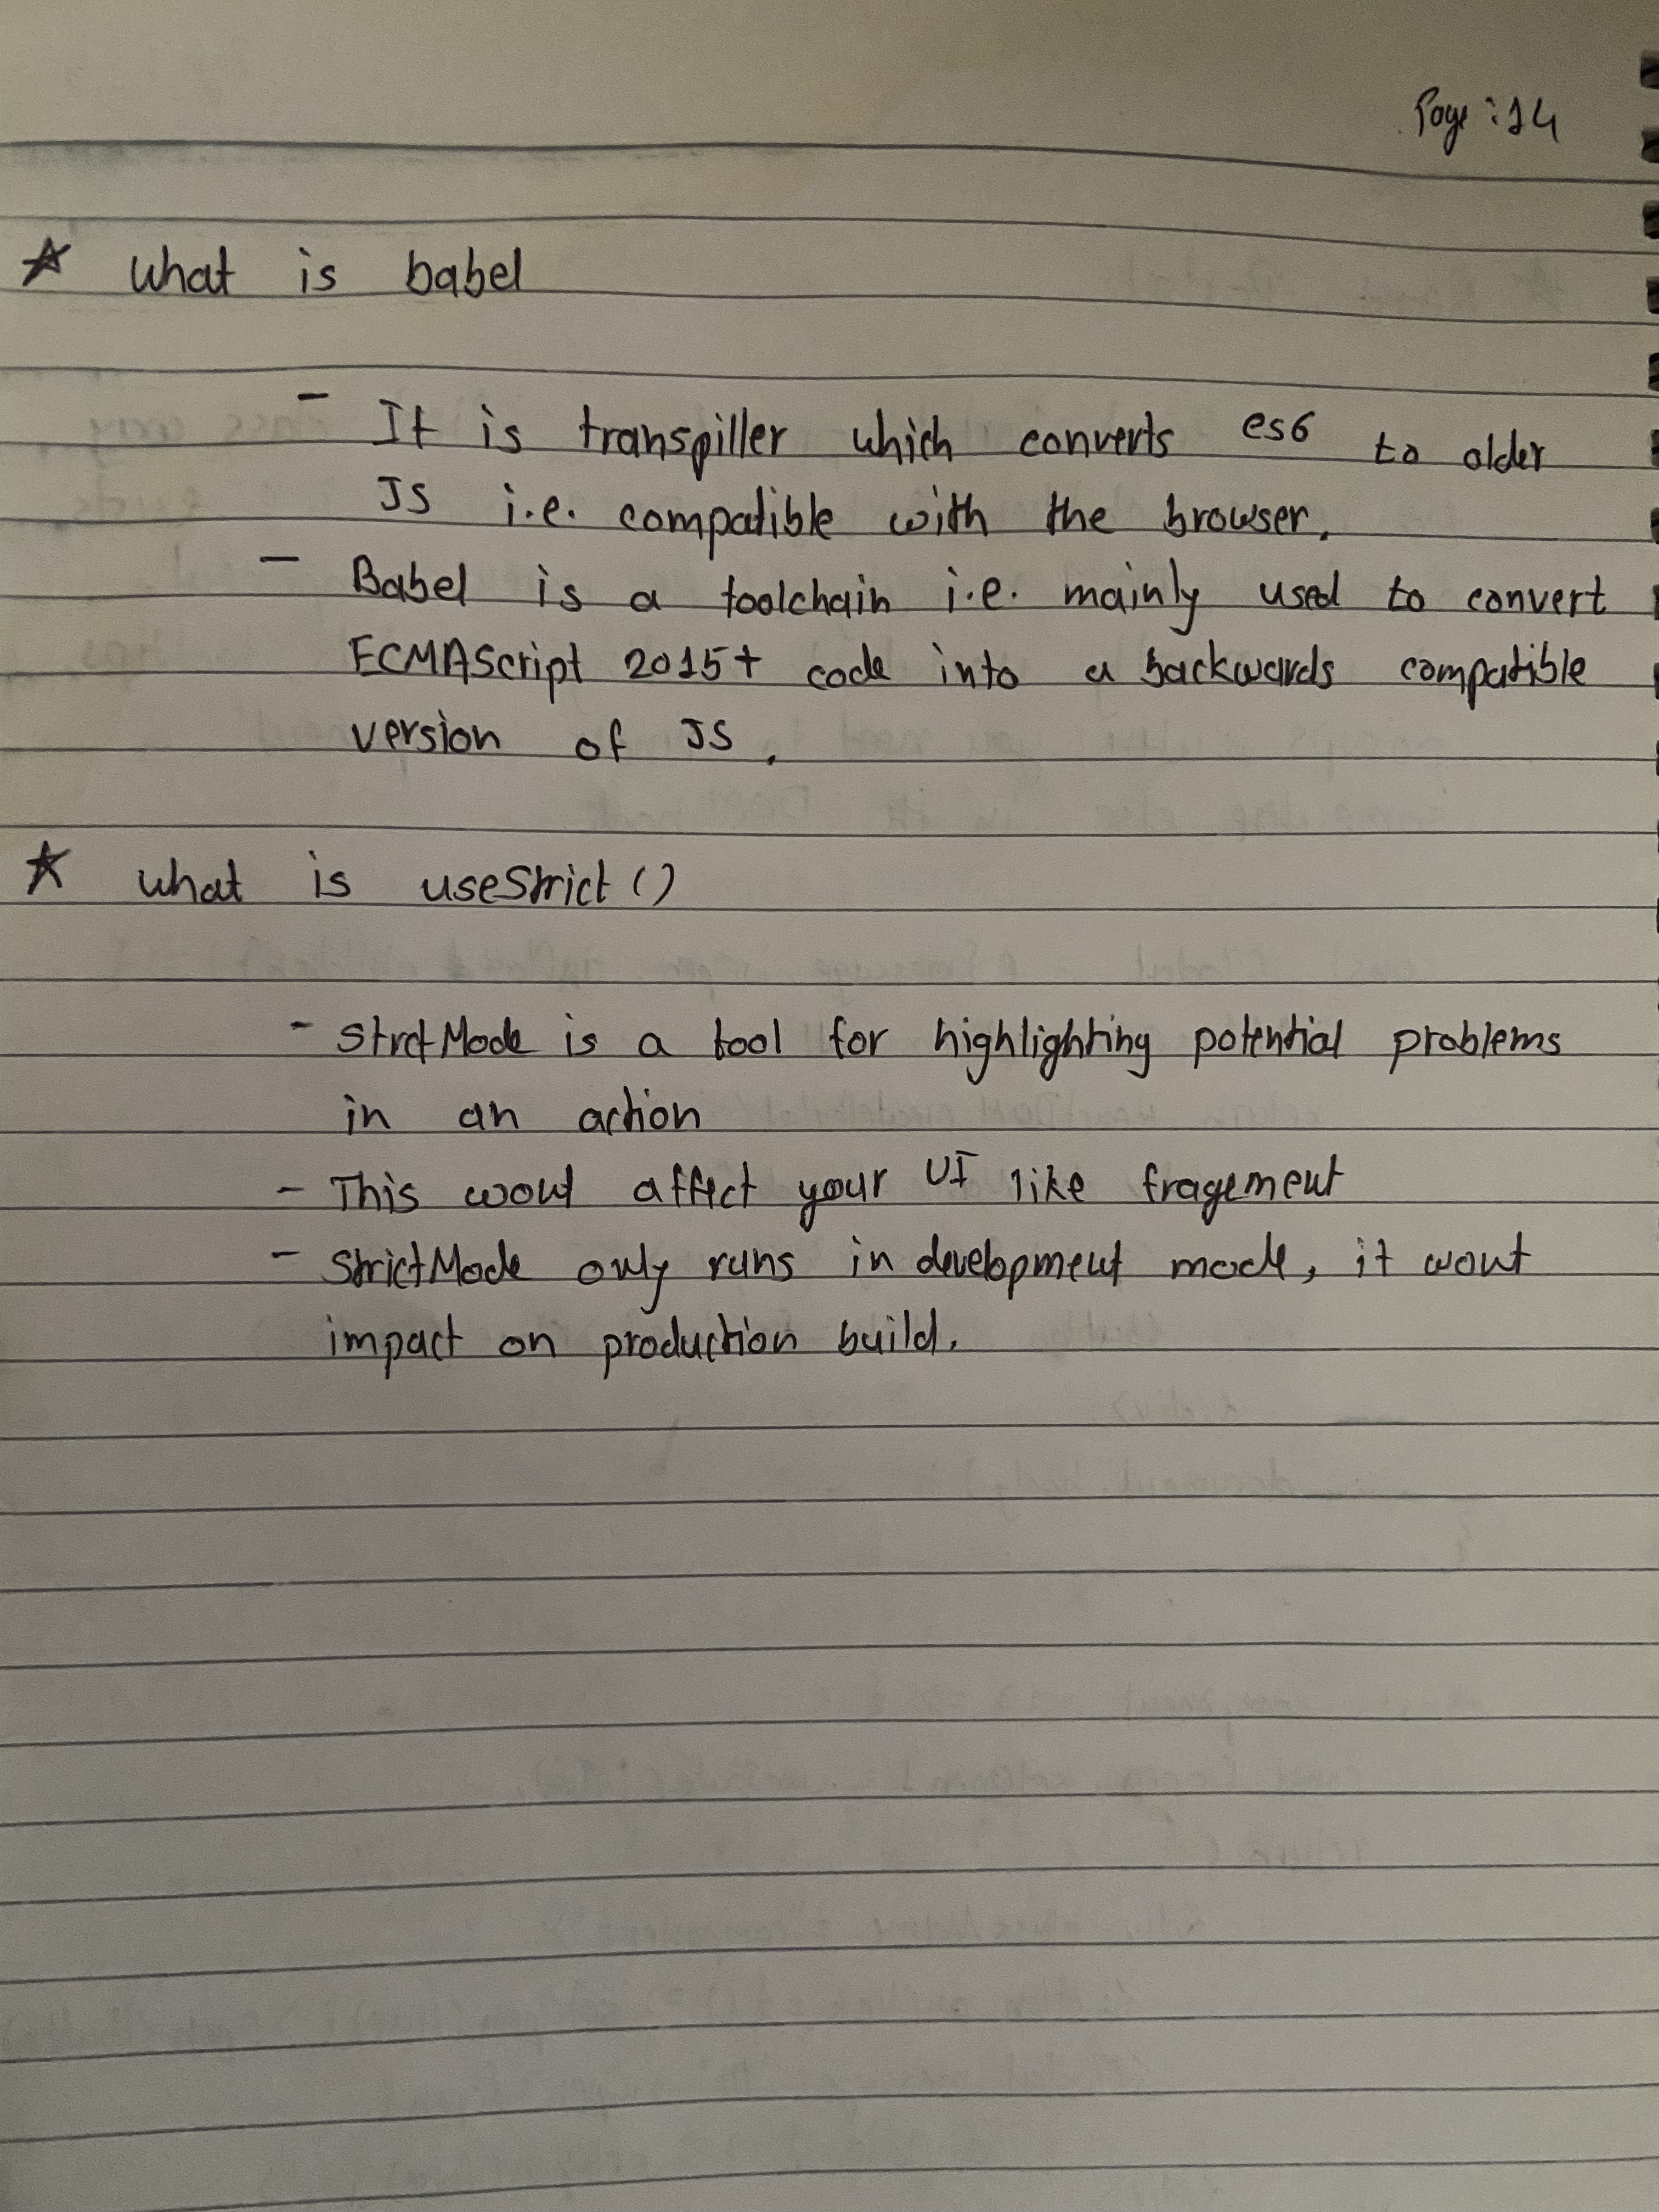 Page : 14
★ what is babel
- It is transpiller which converts es6 to older
JS i.e. compatible with the browser.
- Babel is a toolchain i.e. mainly used to convert
ECMAScript 2015+ code into a backwards compatible
version of JS.
★ what is useStrict()
- StrctMode is a tool for highlighting potential problems
in an action
- This wont affect your UI like fragement
- StrictMode only runs in development mode, it wont
impact on production build.